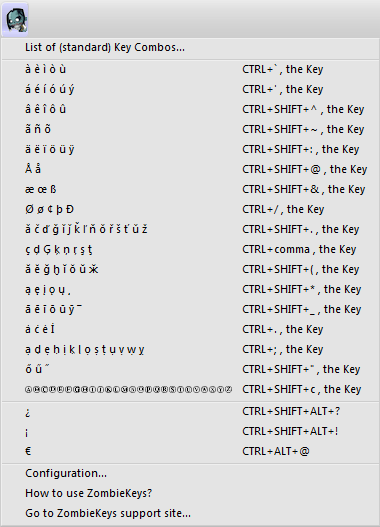 List of (standard) Key Combos...
à è ì ò ù CTRL+`, the Key
á é í ó ú ý CTRL+', the Key
â ê î ô û CTRL+SHIFT+^ , the Key
ã ñ õ CTRL+SHIFT+~ , the Key
ä ë ï ö ü ÿ CTRL+SHIFT+: , the Key
Å å CTRL+SHIFT+@ , the Key
æ œ ß CTRL+SHIFT+& , the Key
Ø ø ¢ þ Ð CTRL+/ , the Key
ǎ č ď ǧ ǐ ǰ ǩ ľ ň ǒ ř š ť ǔ ž CTRL+SHIFT+. , the Key
ç ḑ Ģ ķ ņ ŗ ş ţ CTRL+comma , the Key
ă ĕ ğ ḫ ĭ ŏ ŭ ӝ CTRL+SHIFT+( , the Key
ą ę į ǫ ų ˛ CTRL+SHIFT+* , the Key
ā ē ī ō ū ȳ ¯ CTRL+SHIFT+_ , the Key
ȧ ċ ė İ CTRL+. , the Key
ạ ḍ ẹ ḥ ị ḳ ḷ ọ ṣ ṭ ụ ṿ ẉ ỵ CTRL+; , the Key
ő ű ˝ CTRL+SHIFT+" , the Key
CTRL+SHIFT+c , the Key
¿ CTRL+SHIFT+ALT+?
¡ CTRL+SHIFT+ALT+!
€ CTRL+ALT+@
Configuration...
How to use ZombieKeys?
Go to ZombieKeys support site...